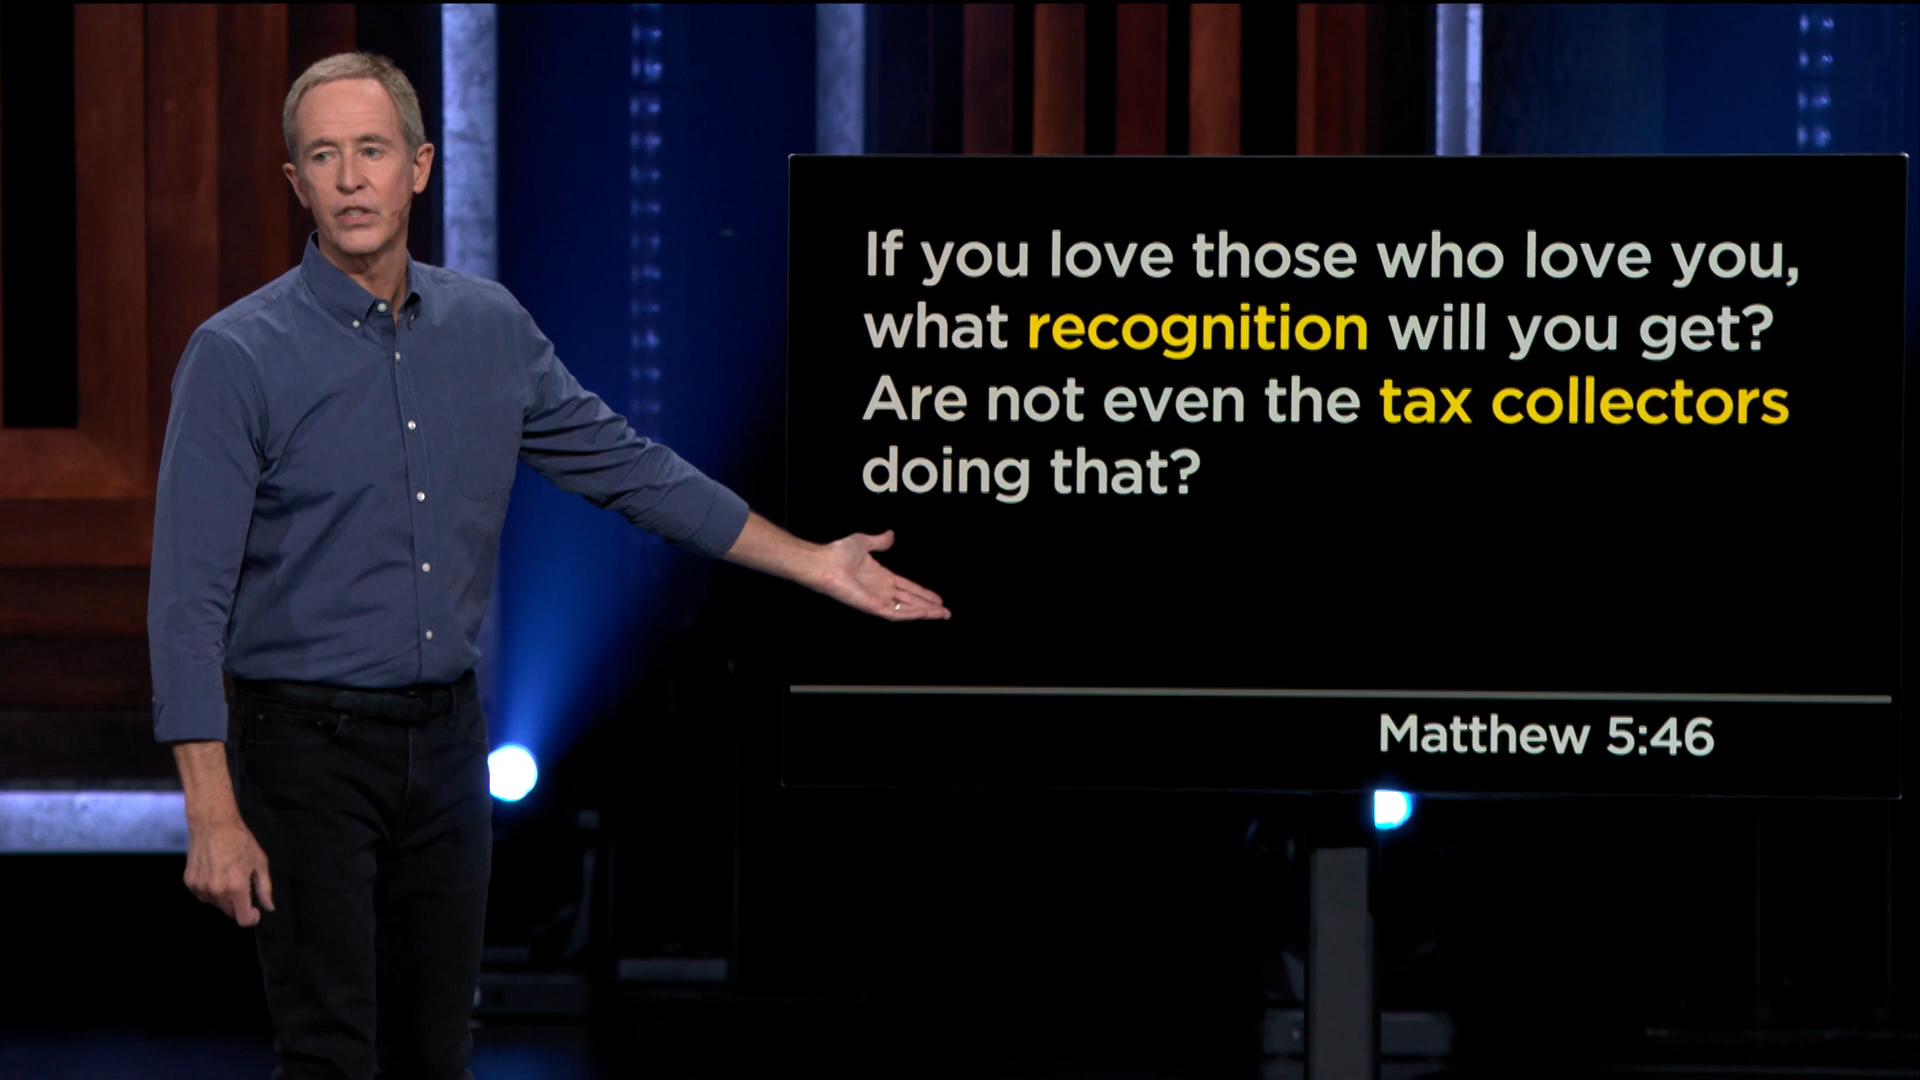 If you love those who love you,
what recognition will you get?
Are not even the tax collectors
doing that?
Matthew 5:46